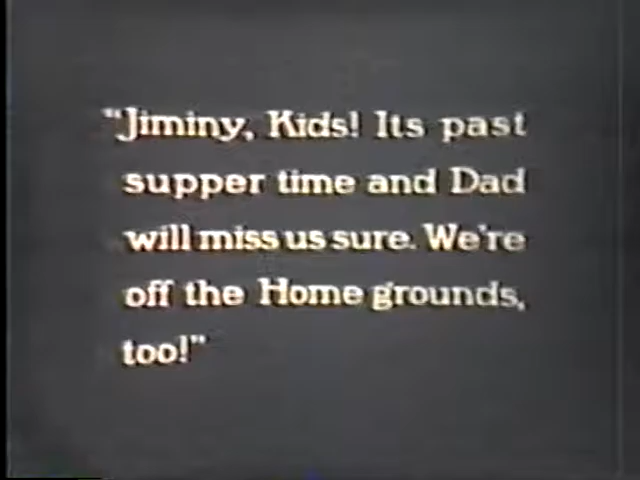 "Jiminy, Kids! Its past
supper time and Dad
will miss us sure. We're
off the Home grounds,
too!"